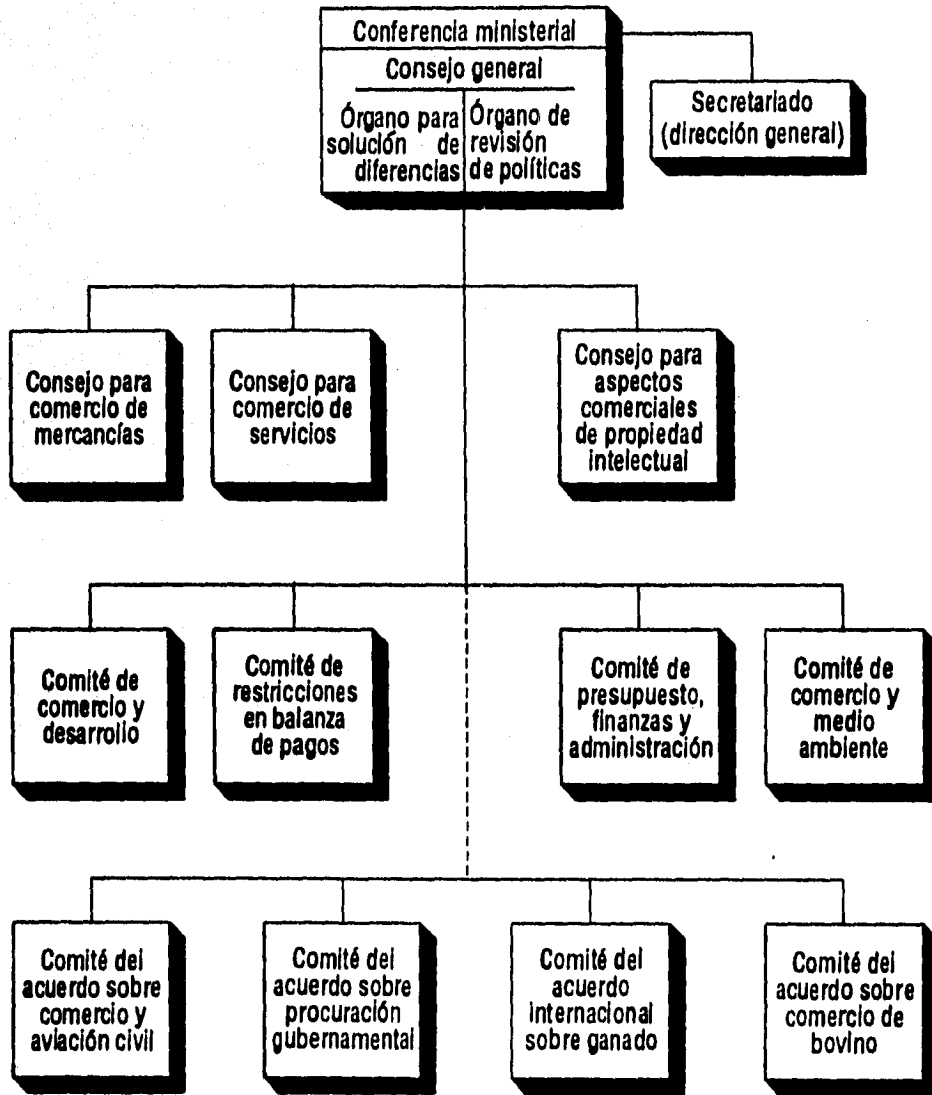 Conferencia ministerial
Consejo general
Órgano para
solución de
diferencias
Órgano de
revisión
de políticas
Secretariado
(dirección general)
Consejo para
comercio de
mercancías
Consejo para
comercio de
servicios
Consejo para
aspectos
comerciales
de propiedad
intelectual
Comité de
comercio y
desarrollo
Comité de
restricciones
en balanza
de pagos
Comité de
presupuesto,
finanzas y
administración
Comité de
comercio y
medio
ambiente
Comité del
acuerdo sobre
comercio y
aviación civil
Comité del
acuerdo sobre
procuración
gubernamental
Comité del
acuerdo
internacional
sobre ganado
Comité del
acuerdo sobre
comercio de
bovino